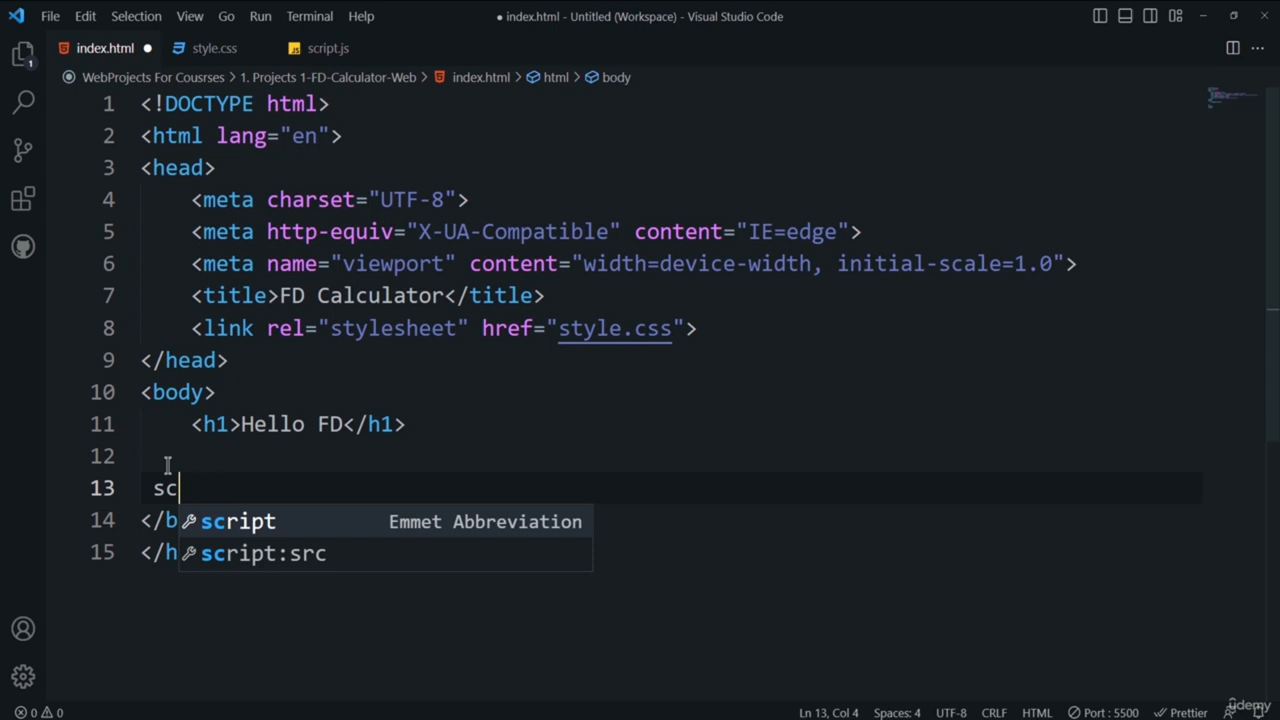 File Edit Selection View Go Run Terminal Help ● index.html - Untitled (Workspace) - Visual Studio Code
index.html ● style.css JS script.js
WebProjects For Cousrses > 1. Projects 1-FD-Calculator-Web > index.html > html > body
1 <!DOCTYPE html>
2 <html lang="en">
3 <head>
4 <meta charset="UTF-8">
5 <meta http-equiv="X-UA-Compatible" content="IE=edge">
6 <meta name="viewport" content="width=device-width, initial-scale=1.0">
7 <title>FD Calculator</title>
8 <link rel="stylesheet" href="style.css">
9 </head>
10 <body>
11 <h1>Hello FD</h1>
12
13 sc
14 </b script Emmet Abbreviation
15 </h script:src
1
0 0 Ln 13, Col 4 Spaces: 4 UTF-8 CRLF HTML Port : 5500 Prettier
udemy